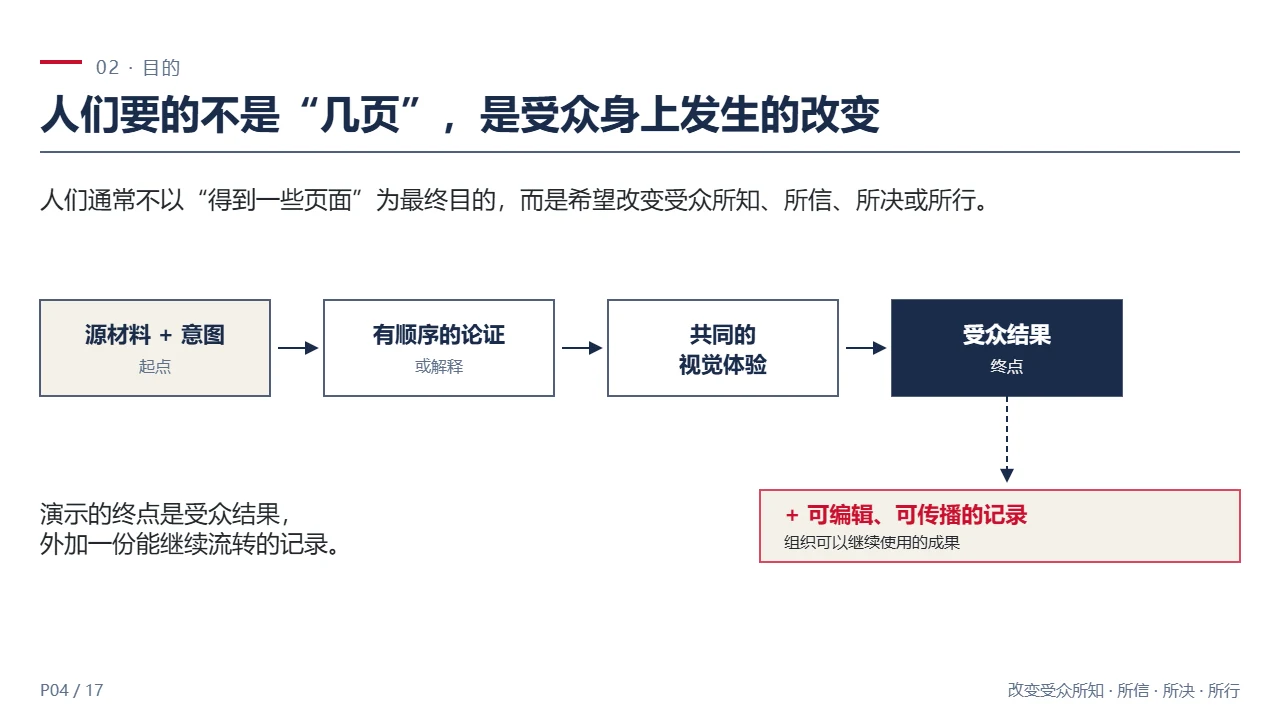 02 · 目的
人们要的不是“几页”，是受众身上发生的改变
人们通常不以“得到一些页面”为最终目的，而是希望改变受众所知、所信、所决或所行。
源材料 + 意图
起点
有顺序的论证
或解释
共同的
视觉体验
受众结果
终点
演示的终点是受众结果，
外加一份能继续流转的记录。
+ 可编辑、可传播的记录
组织可以继续使用的成果
P04 / 17
改变受众所知 · 所信 · 所决 · 所行